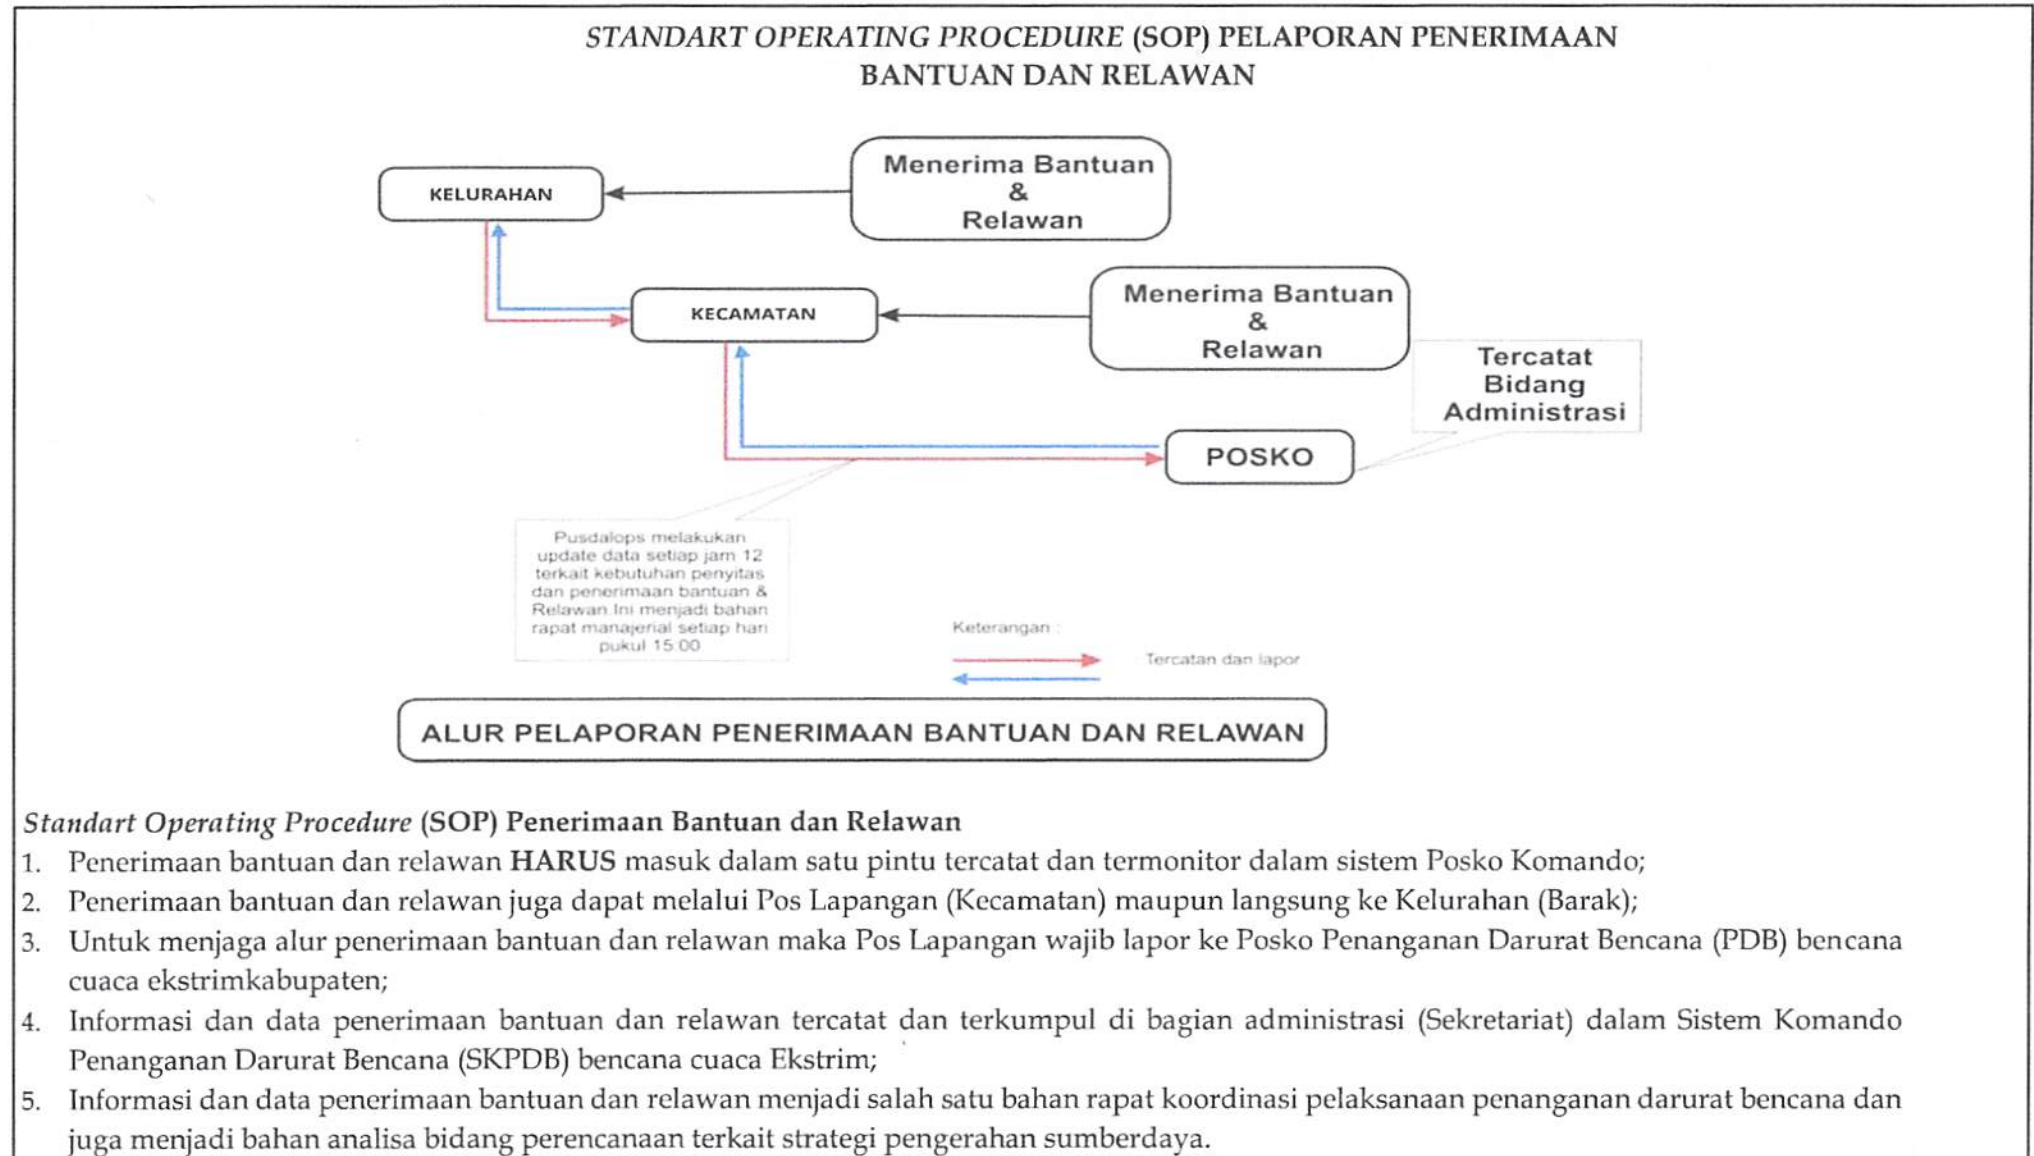 STANDART OPERATING PROCEDURE (SOP) PELAPORAN PENERIMAAN
BANTUAN DAN RELAWAN
Menerima Bantuan
&
Relawan
KELURAHAN
Menerima Bantuan
&
Relawan
KECAMATAN
Tercatat
Bidang
Administrasi
POSKO
Pusdalops melakukan
update data setiap jam 12
terkait kebutuhan penyitas
dan penerimaan bantuan &
Relawan.Ini menjadi bahan
rapat manajerial setiap hari
pukul 15:00
Keterangan :
: Tercatan dan lapor
ALUR PELAPORAN PENERIMAAN BANTUAN DAN RELAWAN
Standart Operating Procedure (SOP) Penerimaan Bantuan dan Relawan
1. Penerimaan bantuan dan relawan HARUS masuk dalam satu pintu tercatat dan termonitor dalam sistem Posko Komando;
2. Penerimaan bantuan dan relawan juga dapat melalui Pos Lapangan (Kecamatan) maupun langsung ke Kelurahan (Barak);
3. Untuk menjaga alur penerimaan bantuan dan relawan maka Pos Lapangan wajib lapor ke Posko Penanganan Darurat Bencana (PDB) bencana
cuaca ekstrimkabupaten;
4. Informasi dan data penerimaan bantuan dan relawan tercatat dan terkumpul di bagian administrasi (Sekretariat) dalam Sistem Komando
Penanganan Darurat Bencana (SKPDB) bencana cuaca Ekstrim;
5. Informasi dan data penerimaan bantuan dan relawan menjadi salah satu bahan rapat koordinasi pelaksanaan penanganan darurat bencana dan
juga menjadi bahan analisa bidang perencanaan terkait strategi pengerahan sumberdaya.